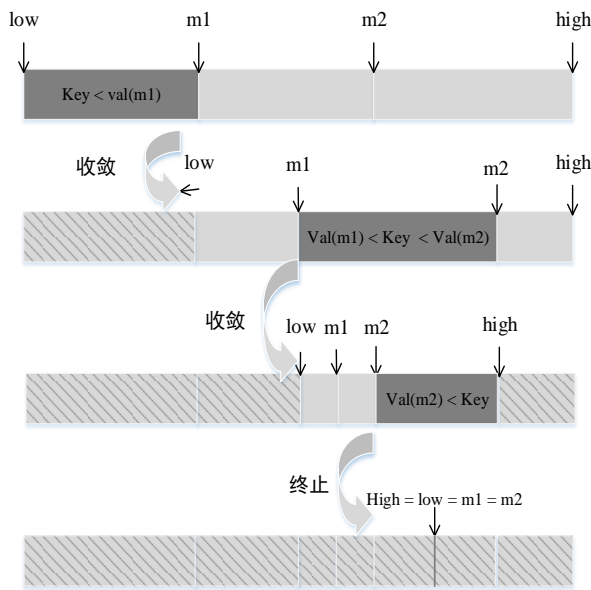 low m1 m2 high
Key < val(m1)
收敛 low m1 m2 high
Val(m1) < Key < Val(m2)
收敛 low m1 m2 high
Val(m2) < Key
终止 High = low = m1 = m2